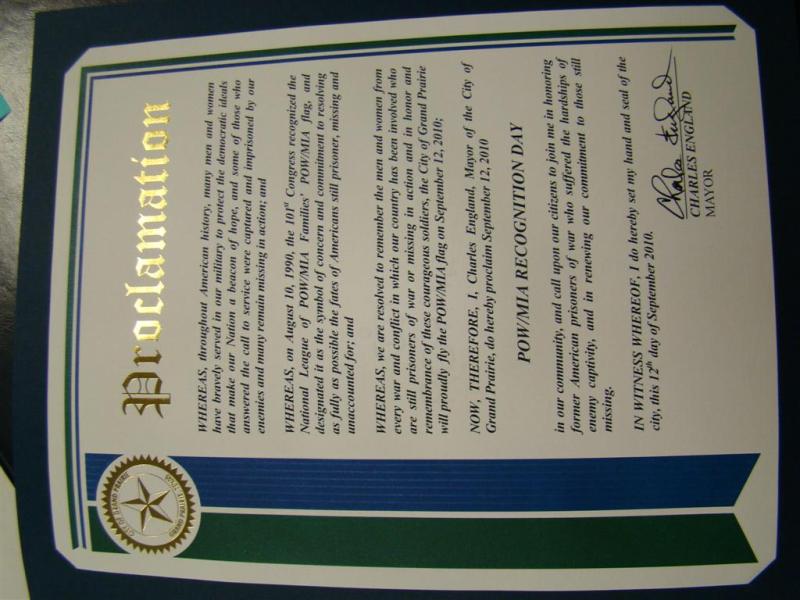 Proclamation
WHEREAS, throughout American history, many men and women
have bravely served in our military to protect the democratic ideals
that make our Nation a beacon of hope, and some of those who
answered the call to service were captured and imprisoned by our
enemies and many remain missing in action; and
WHEREAS, on August 10, 1990, the 101st Congress recognized the
National League of POW/MIA Families' POW/MIA flag, and
designated it as the symbol of concern and commitment to resolving
as fully as possible the fates of Americans still prisoner, missing and
unaccounted for; and
WHEREAS, we are resolved to remember the men and women from
every war and conflict in which our country has been involved who
are still prisoners of war or missing in action and in honor and
remembrance of these courageous soldiers, the City of Grand Prairie
will proudly fly the POW/MIA flag on September 12, 2010;
NOW, THEREFORE, I, Charles England, Mayor of the City of
Grand Prairie, do hereby proclaim September 12, 2010
POW/MIA RECOGNITION DAY
in our community, and call upon our citizens to join me in honoring
former American prisoners of war who suffered the hardships of
enemy captivity, and in renewing our commitment to those still
missing.
IN WITNESS WHEREOF, I do hereby set my hand and seal of the
city, this 12th day of September 2010.
Charles England
CHARLES ENGLAND
MAYOR
CITY OF GRAND PRAIRIE